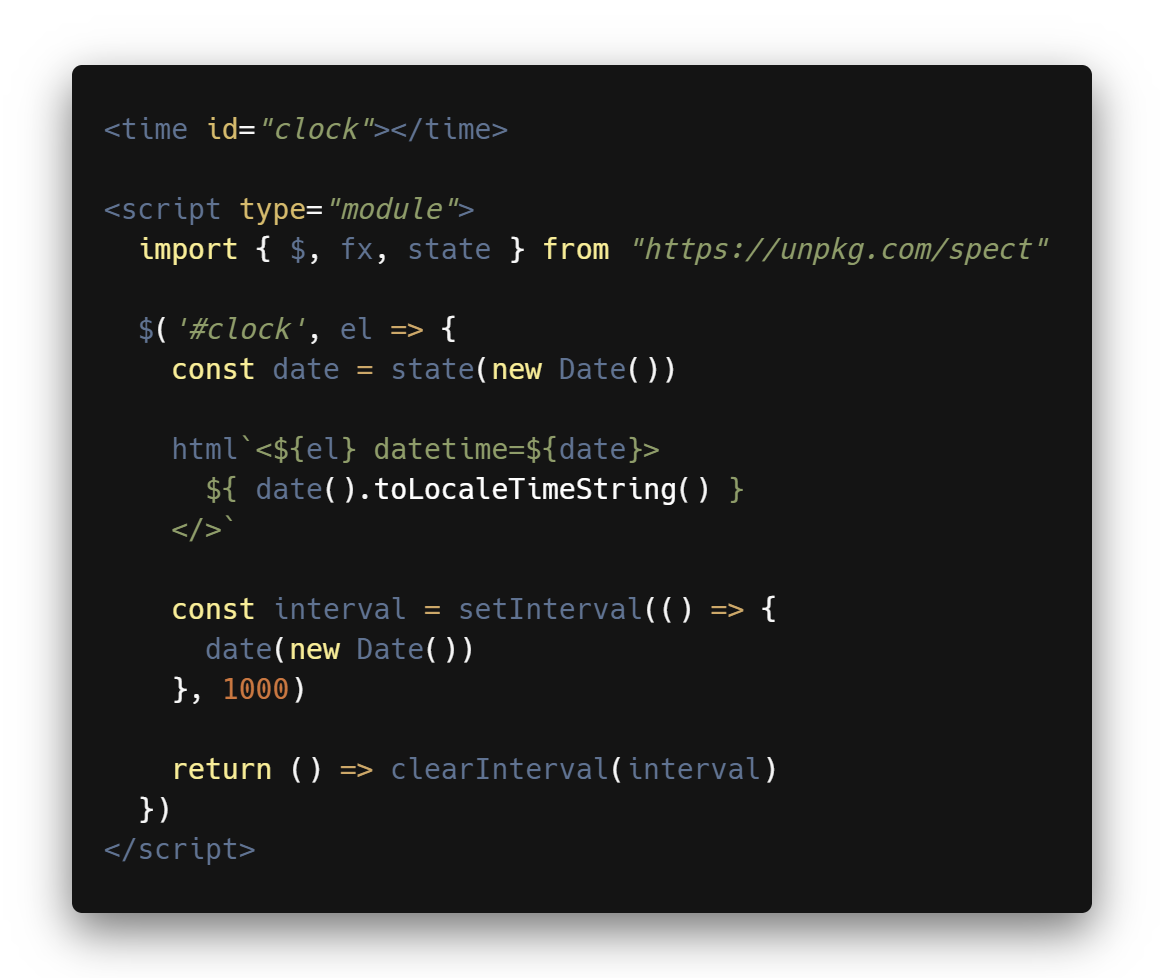 <time id="clock"></time>
<script type="module">
  import { $, fx, state } from "https://unpkg.com/spect"
  $('#clock', el => {
    const date = state(new Date())
    html`<${el} datetime=${date}>
      ${ date().toLocaleTimeString() }
    </>`
    const interval = setInterval(() => {
      date(new Date())
    }, 1000)
    return () => clearInterval(interval)
  })
</script>